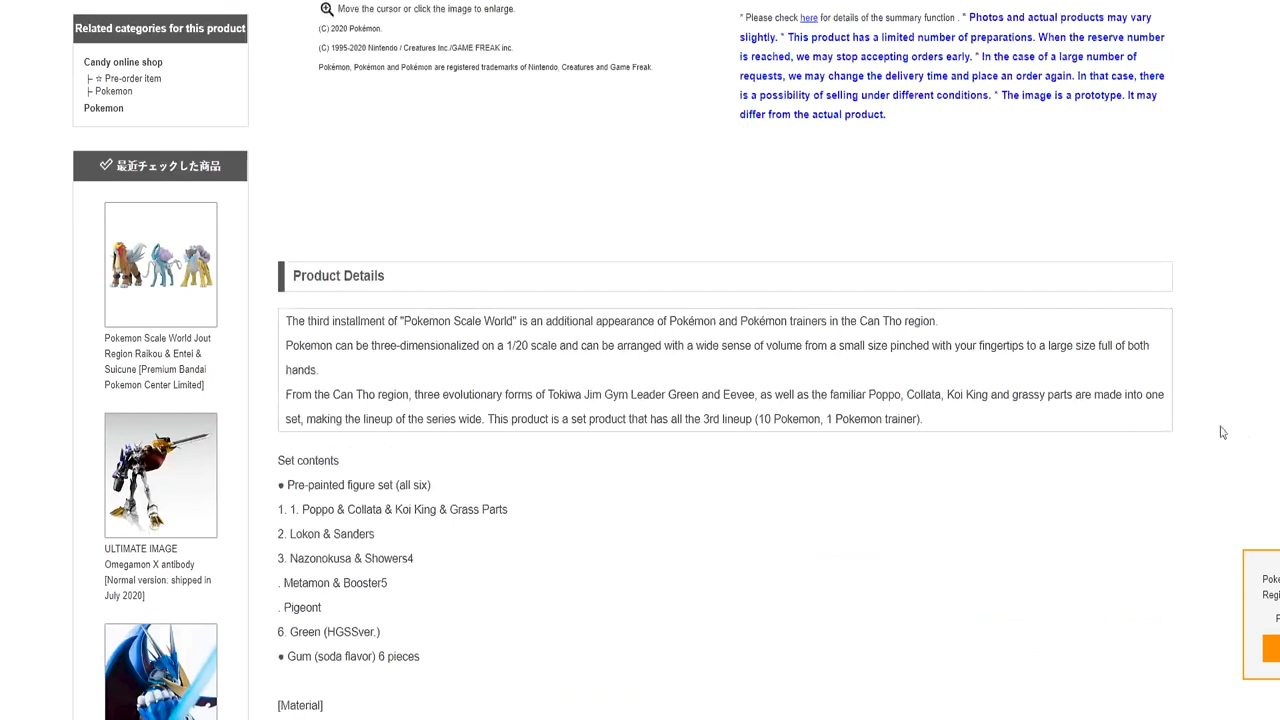 Related categories for this product
Candy online shop
├ ☆ Pre-order item
├ Pokemon
Pokemon
最近チェックした商品
Pokemon Scale World Jout
Region Raikou & Entei &
Suicune [Premium Bandai
Pokemon Center Limited]
ULTIMATE IMAGE
Omegamon X antibody
[Normal version: shipped in
July 2020]
Move the cursor or click the image to enlarge.
(C) 2020 Pokémon.
(C) 1995-2020 Nintendo / Creatures Inc./GAME FREAK inc.
Pokémon, Pokémon and Pokémon are registered trademarks of Nintendo, Creatures and Game Freak.
* Please check here for details of the summary function . * Photos and actual products may vary
slightly. * This product has a limited number of preparations. When the reserve number
is reached, we may stop accepting orders early. * In the case of a large number of
requests, we may change the delivery time and place an order again. In that case, there
is a possibility of selling under different conditions. * The image is a prototype. It may
differ from the actual product.
Product Details
The third installment of "Pokemon Scale World" is an additional appearance of Pokémon and Pokémon trainers in the Can Tho region.
Pokemon can be three-dimensionalized on a 1/20 scale and can be arranged with a wide sense of volume from a small size pinched with your fingertips to a large size full of both
hands.
From the Can Tho region, three evolutionary forms of Tokiwa Jim Gym Leader Green and Eevee, as well as the familiar Poppo, Collata, Koi King and grassy parts are made into one
set, making the lineup of the series wide. This product is a set product that has all the 3rd lineup (10 Pokemon, 1 Pokemon trainer).
Set contents
● Pre-painted figure set (all six)
1. 1. Poppo & Collata & Koi King & Grass Parts
2. Lokon & Sanders
3. Nazonokusa & Showers4
. Metamon & Booster5
. Pigeont
6. Green (HGSSver.)
● Gum (soda flavor) 6 pieces
[Material]